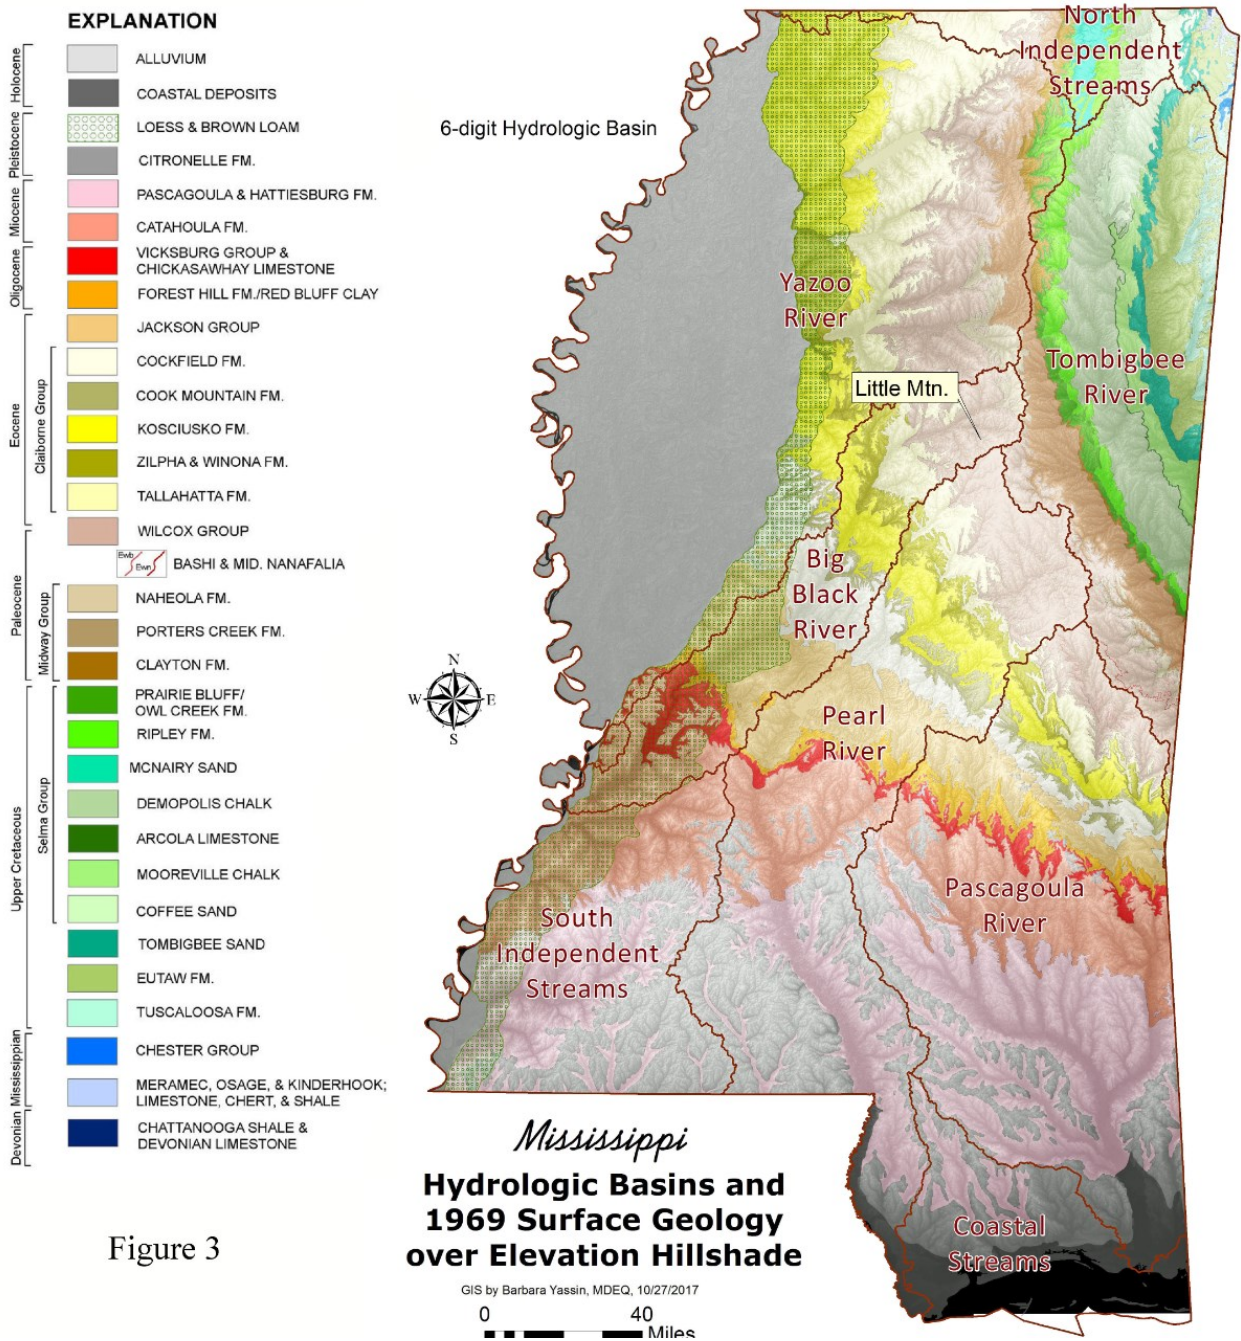 EXPLANATION
Holocene
ALLUVIUM
COASTAL DEPOSITS
Pleistocene
LOESS & BROWN LOAM
CITRONELLE FM.
Miocene
PASCAGOULA & HATTIESBURG FM.
CATAHOULA FM.
Oligocene
VICKSBURG GROUP &
CHICKASAWHAY LIMESTONE
FOREST HILL FM./RED BLUFF CLAY
Eocene
JACKSON GROUP
Claiborne Group
COCKFIELD FM.
COOK MOUNTAIN FM.
KOSCIUSKO FM.
ZILPHA & WINONA FM.
TALLAHATTA FM.
WILCOX GROUP
Paleocene
Ewb
Ewn
BASHI & MID. NANAFALIA
Midway Group
NAHEOLA FM.
PORTERS CREEK FM.
CLAYTON FM.
Upper Cretaceous
Selma Group
PRAIRIE BLUFF/
OWL CREEK FM.
RIPLEY FM.
MCNAIRY SAND
DEMOPOLIS CHALK
ARCOLA LIMESTONE
MOOREVILLE CHALK
COFFEE SAND
TOMBIGBEE SAND
EUTAW FM.
TUSCALOOSA FM.
Mississippian
CHESTER GROUP
MERAMEC, OSAGE, & KINDERHOOK;
LIMESTONE, CHERT, & SHALE
Devonian
CHATTANOOGA SHALE &
DEVONIAN LIMESTONE
Figure 3
6-digit Hydrologic Basin
North
Independent
Streams
Yazoo
River
Tombigbee
River
Little Mtn.
Big
Black
River
N
W
E
S
Pearl
River
Pascagoula
River
South
Independent
Streams
Coastal
Streams
Mississippi
Hydrologic Basins and
1969 Surface Geology
over Elevation Hillshade
GIS by Barbara Yassin, MDEQ, 10/27/2017
0 40
Miles